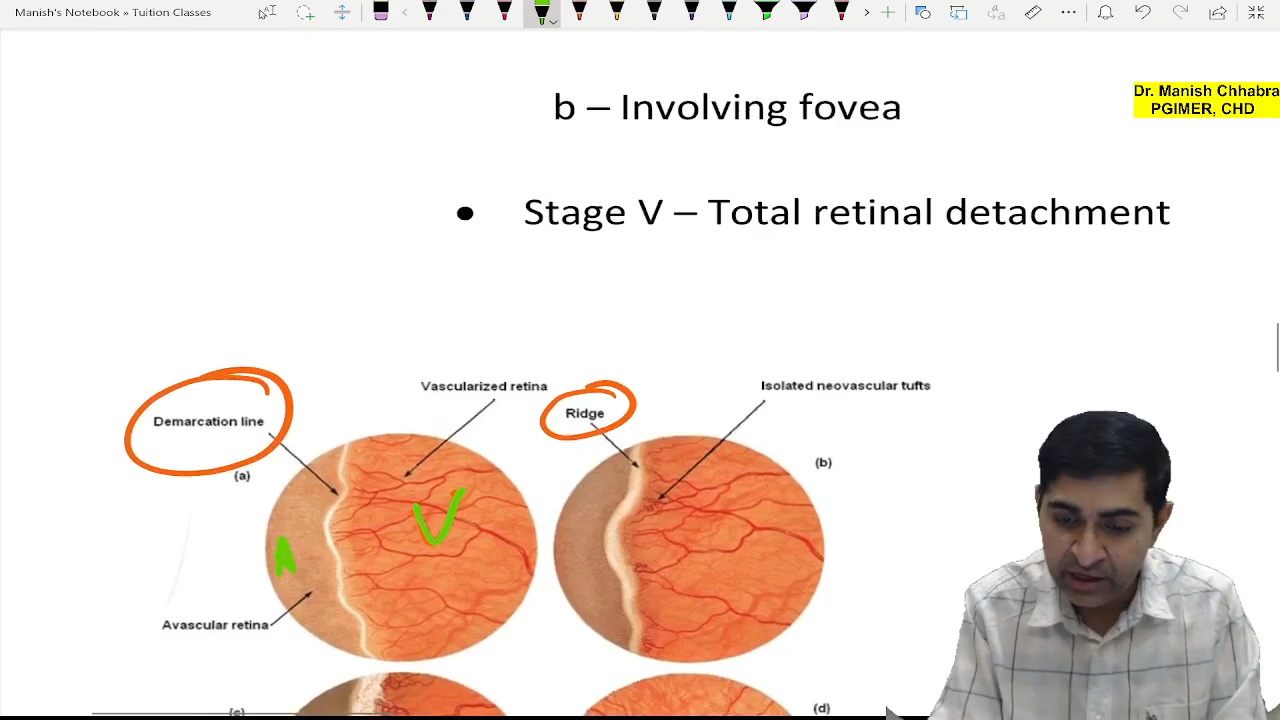 Manish's Notebook » Tuition Classes
b – Involving fovea
Dr. Manish Chhabra
PGIMER, CHD
• Stage V – Total retinal detachment
Vascularized retina
Isolated neovascular tufts
Demarcation line
Ridge
(a)
(b)
V
A
Avascular retina
(c)
(d)